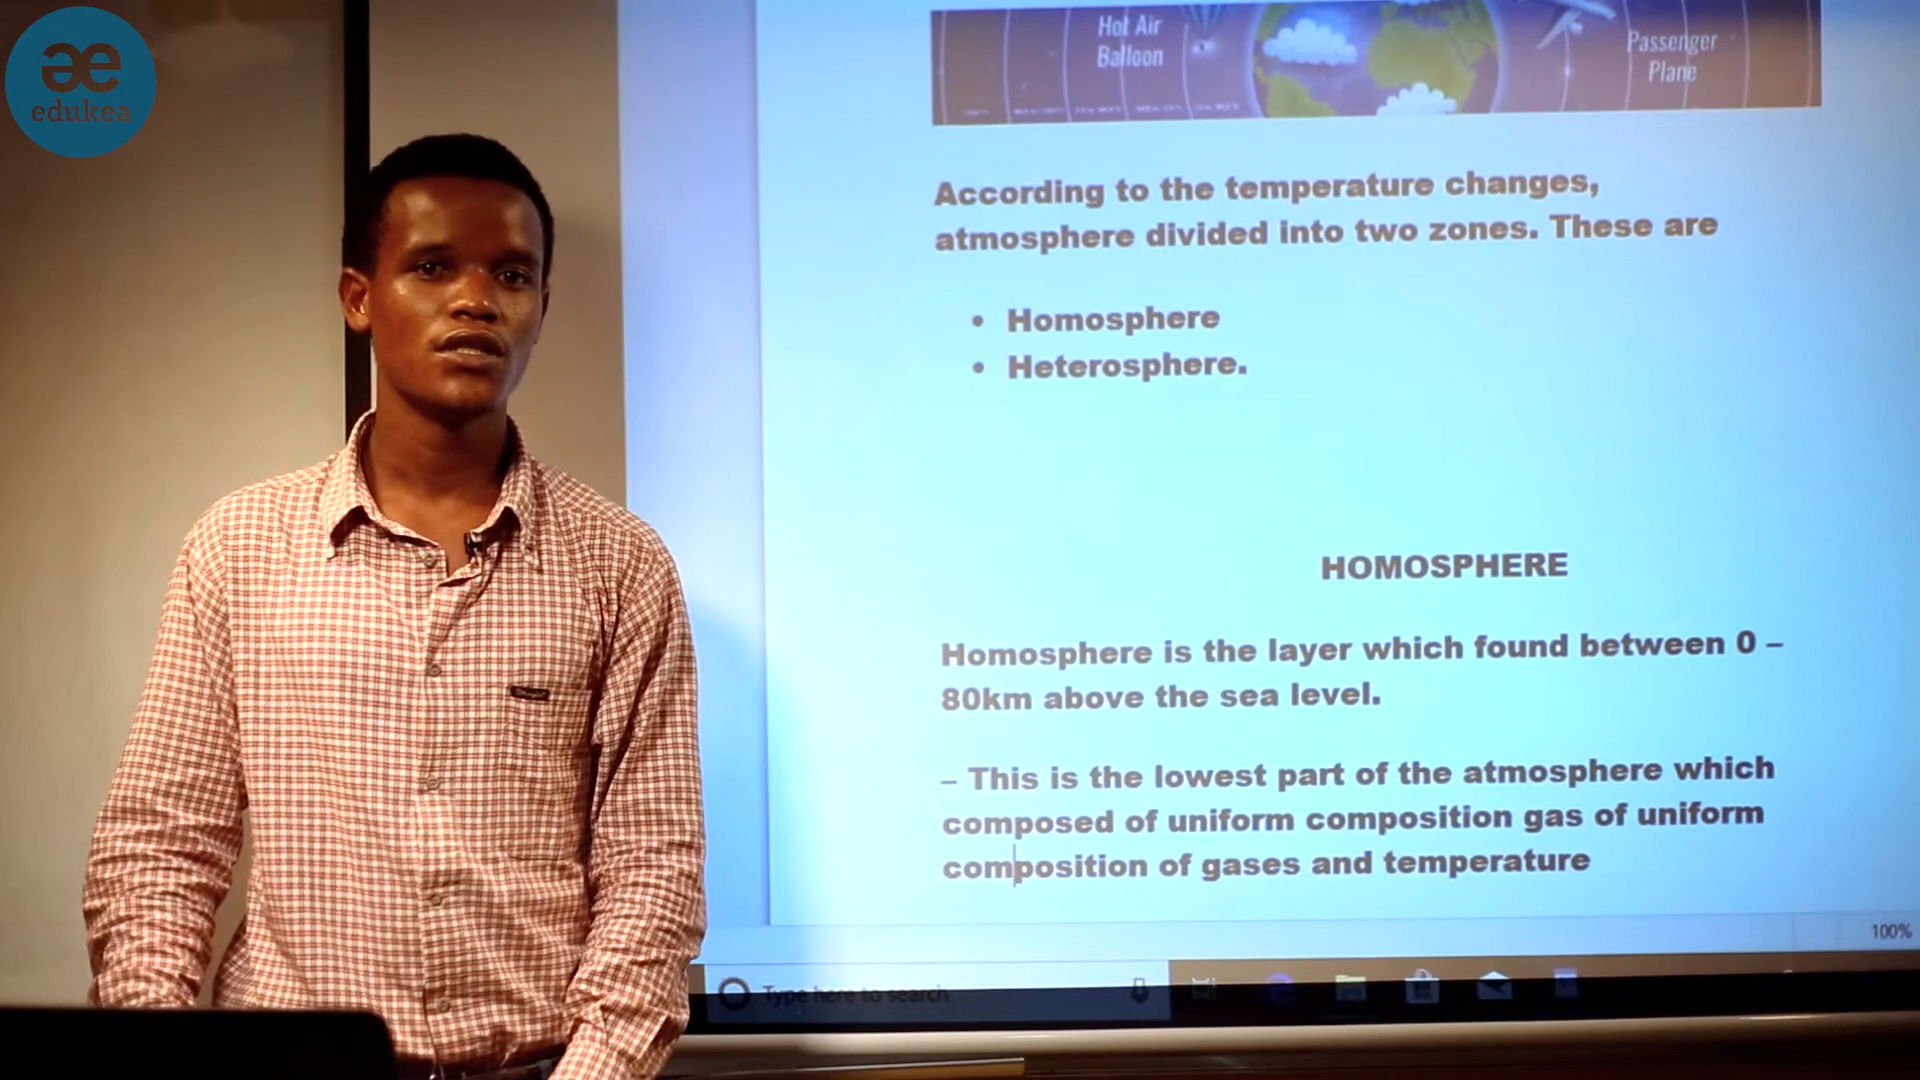 ae
edukea
Hot Air
Balloon
Passenger
Plane
According to the temperature changes,
atmosphere divided into two zones. These are
• Homosphere
• Heterosphere.
HOMOSPHERE
Homosphere is the layer which found between 0 –
80km above the sea level.
– This is the lowest part of the atmosphere which
composed of uniform composition gas of uniform
composition of gases and temperature
100%
Type here to search